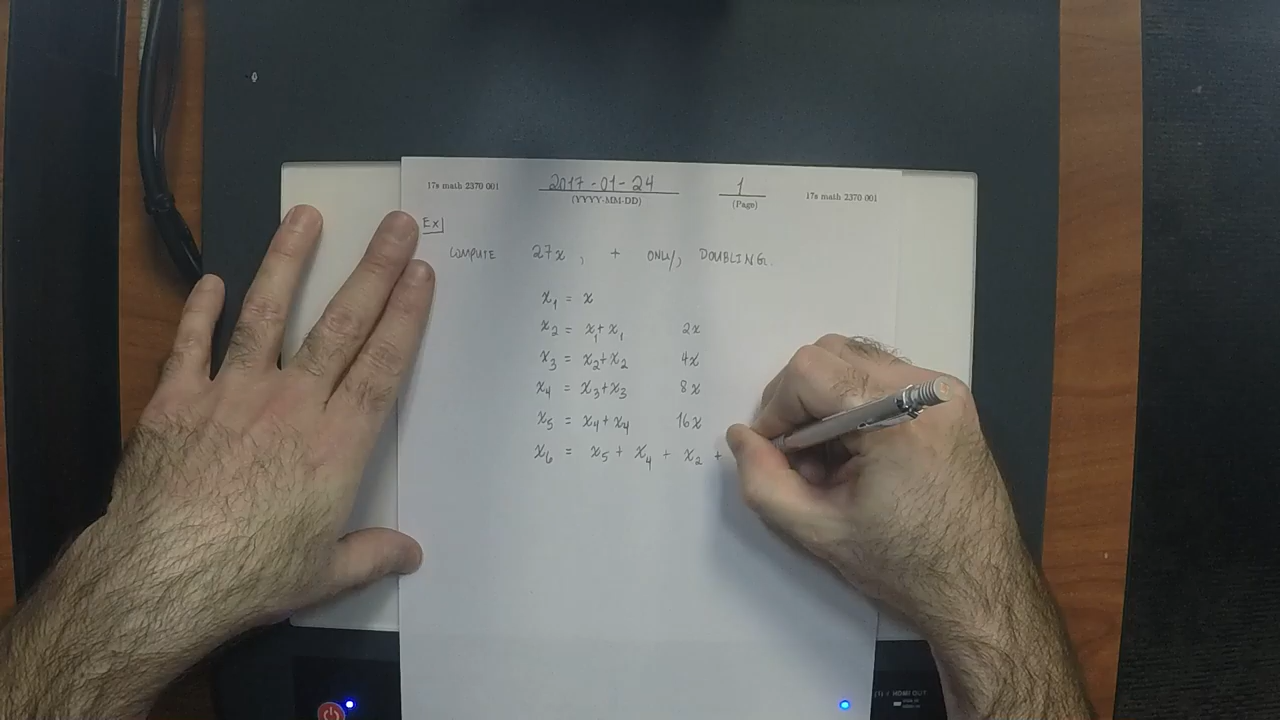 17s math 2370 001 2017-01-24 1 17s math 2370 001
(YYYY-MM-DD) (Page)
Ex
COMPUTE 27x, + ONLY, DOUBLING.
x₁ = x
x₂ = x₁+x₁ 2x
x₃ = x₂+x₂ 4x
x₄ = x₃+x₃ 8x
x₅ = x₄+x₄ 16x
x₆ = x₅ + x₄ + x₂ +
HDMI OUT